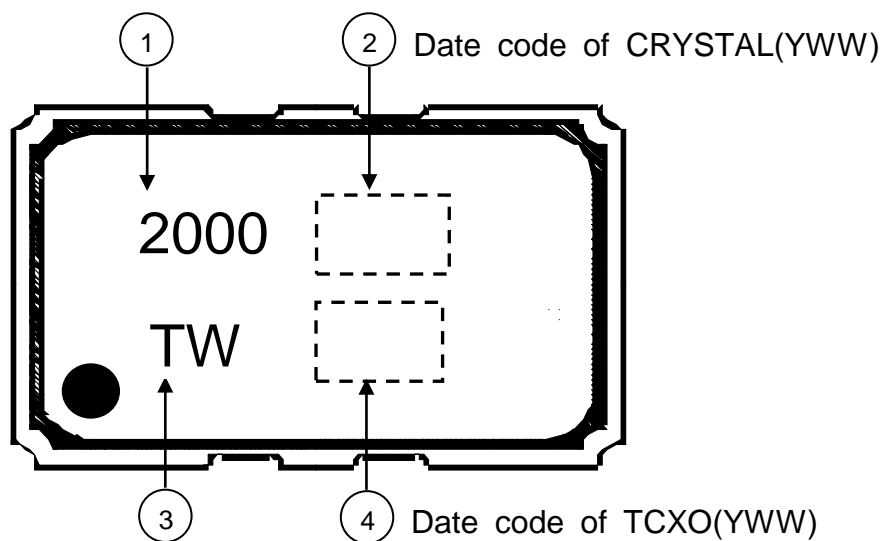 1
2 Date code of CRYSTAL(YWW)
2000
TW
3
4 Date code of TCXO(YWW)